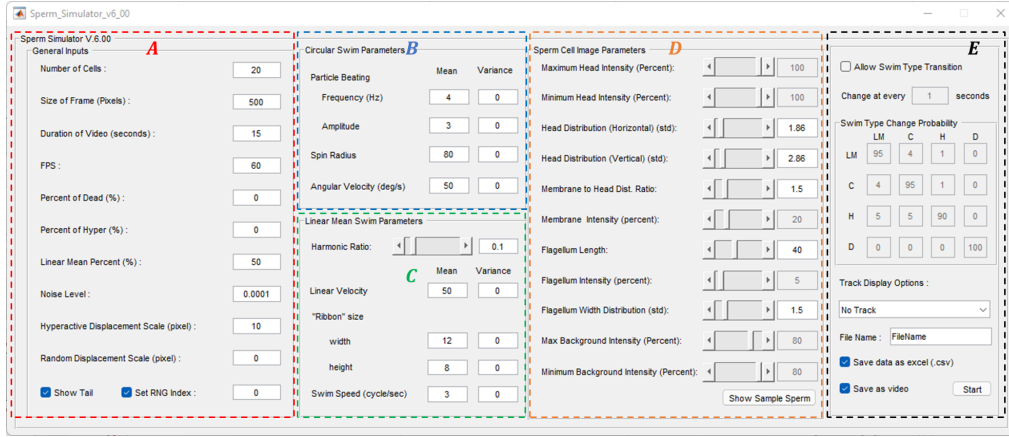 Sperm_Simulator_v6_00
Sperm Simulator V.6.00
A
General Inputs
Number of Cells : 20
Size of Frame (Pixels) : 500
Duration of Video (seconds) : 15
FPS : 60
Percent of Dead (%) : 0
Percent of Hyper (%) : 0
Linear Mean Percent (%) : 50
Noise Level : 0.0001
Hyperactive Displacement Scale (pixel) : 10
Random Displacement Scale (pixel) : 0
Show Tail Set RNG Index : 0
Circular Swim Parameters B
Mean Variance
Particle Beating
Frequency (Hz) 4 0
Amplitude 3 0
Spin Radius 80 0
Angular Velocity (deg/s) 50 0
Linear Mean Swim Parameters
Harmonic Ratio: 0.1
C Mean Variance
Linear Velocity 50 0
"Ribbon" size
width 12 0
height 8 0
Swim Speed (cycle/sec) 3 0
Sperm Cell Image Parameters D
Maximum Head Intensity (Percent): 100
Minimum Head Intensity (Percent): 100
Head Distribution (Horizontal) (std): 1.86
Head Distribution (Vertical) (std): 2.86
Membrane to Head Dist. Ratio: 1.5
Membrane Intensity (percent): 20
Flagellum Length: 40
Flagellum Intensity (percent): 5
Flagellum Width Distribution (std): 1.5
Max Background Intensity (Percent): 80
Minimum Background Intensity (Percent): 80
Show Sample Sperm
E
Allow Swim Type Transition
Change at every 1 seconds
Swim Type Change Probability
LM C H D
LM 95 4 1 0
C 4 95 1 0
H 5 5 90 0
D 0 0 0 100
Track Display Options :
No Track
File Name : FileName
Save data as excel (.csv)
Save as video Start